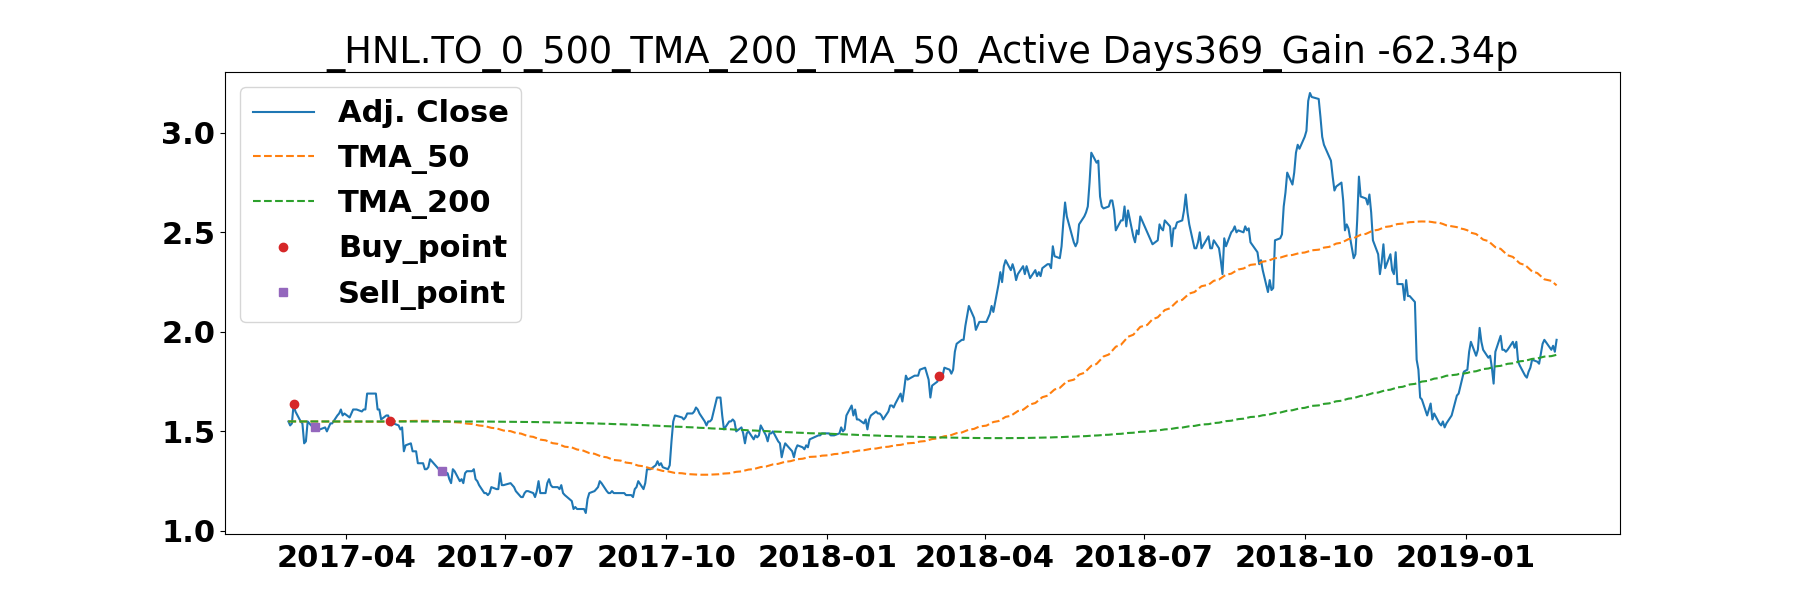 _HNL.TO_0_500_TMA_200_TMA_50_Active Days369_Gain -62.34p
Adj. Close
TMA_50
TMA_200
Buy_point
Sell_point
3.0
2.5
2.0
1.5
1.0
2017-04 2017-07 2017-10 2018-01 2018-04 2018-07 2018-10 2019-01